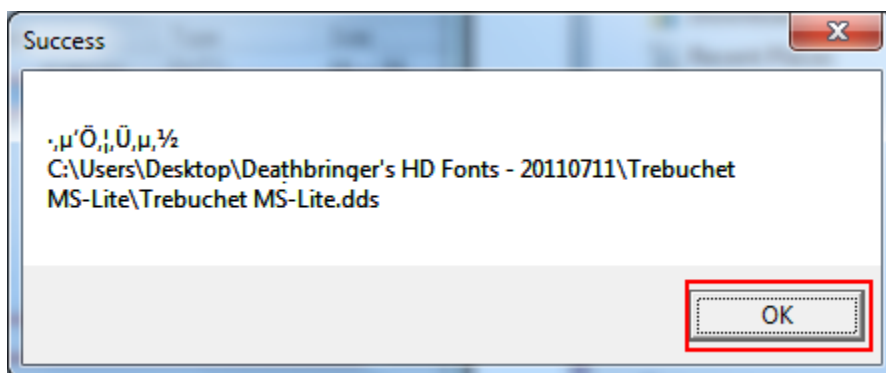 Success
·‚µ‘Ö‚¦‚Ü‚µ‚½
C:\Users\Desktop\Deathbringer's HD Fonts - 20110711\Trebuchet
MS-Lite\Trebuchet MS-Lite.dds
OK